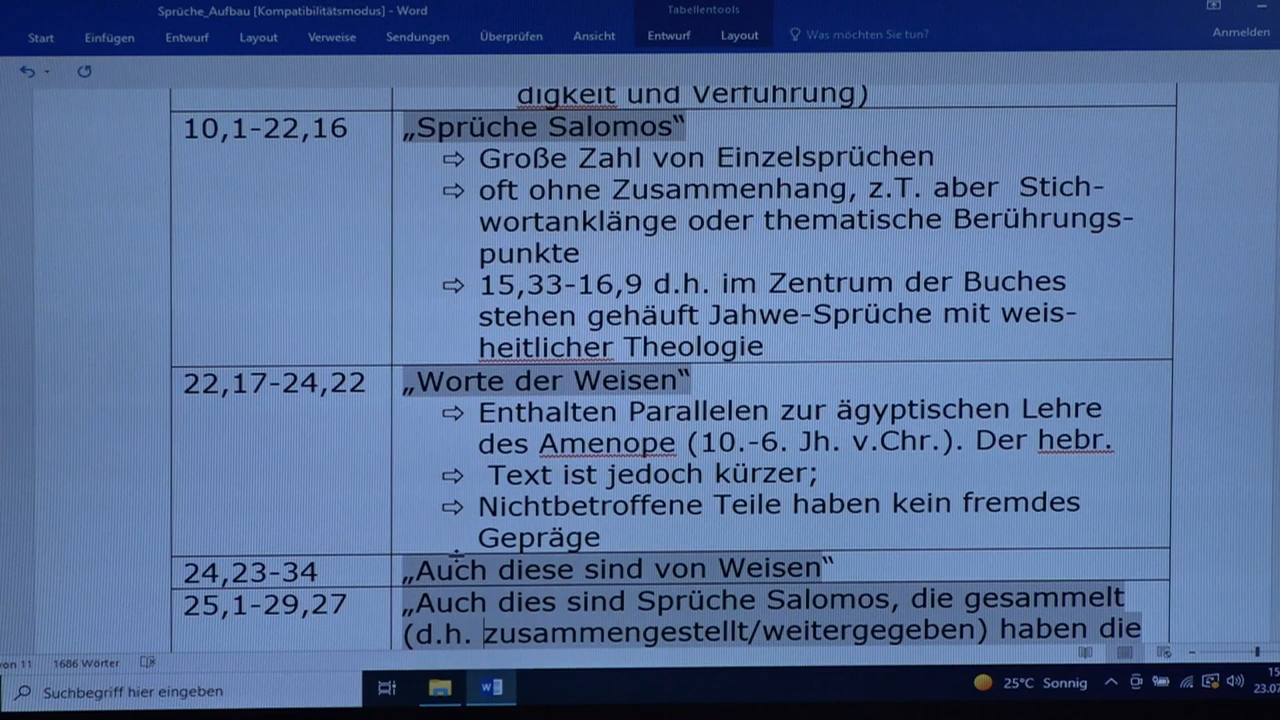 Sprüche_Aufbau [Kompatibilitätsmodus] - Word
Tabellentools
Start Einfügen Entwurf Layout Verweise Sendungen Überprüfen Ansicht Entwurf Layout Was möchten Sie tun? Anmelden
digkeit und Verführung)
10,1-22,16 „Sprüche Salomos“
⇨ Große Zahl von Einzelsprüchen
⇨ oft ohne Zusammenhang, z.T. aber Stich-
wortanklänge oder thematische Berührungs-
punkte
⇨ 15,33-16,9 d.h. im Zentrum der Buches
stehen gehäuft Jahwe-Sprüche mit weis-
heitlicher Theologie
22,17-24,22 „Worte der Weisen“
⇨ Enthalten Parallelen zur ägyptischen Lehre
des Amenope (10.-6. Jh. v.Chr.). Der hebr.
⇨ Text ist jedoch kürzer;
⇨ Nichtbetroffene Teile haben kein fremdes
Gepräge
24,23-34 „Auch diese sind von Weisen“
25,1-29,27 „Auch dies sind Sprüche Salomos, die gesammelt
(d.h. zusammengestellt/weitergegeben) haben die
von 11 1686 Wörter
Suchbegriff hier eingeben 25°C Sonnig 15
23.07